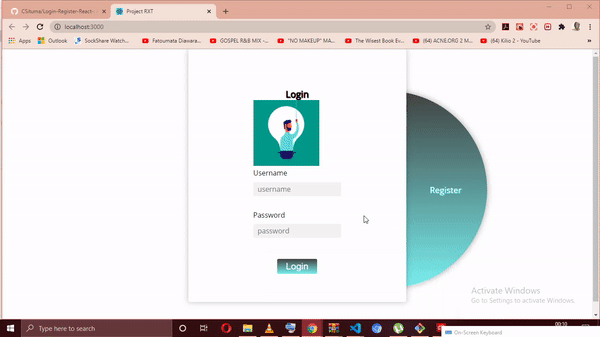 CSilumia/Login-Register-React-
Project RXT
localhost:3000
Apps
Outlook
SockShare Watch...
Fatoumata Diawara...
GOSPEL R&B MIX -...
"NO MAKEUP" MA...
The Wisest Book Ev...
(64) ACNE.ORG 2 M...
(64) Kilio 2 - YouTube
Login
Username
username
Password
password
Login
Register
Activate Windows
Go to Settings to activate Windows.
Type here to search
00:10
On-Screen Keyboard